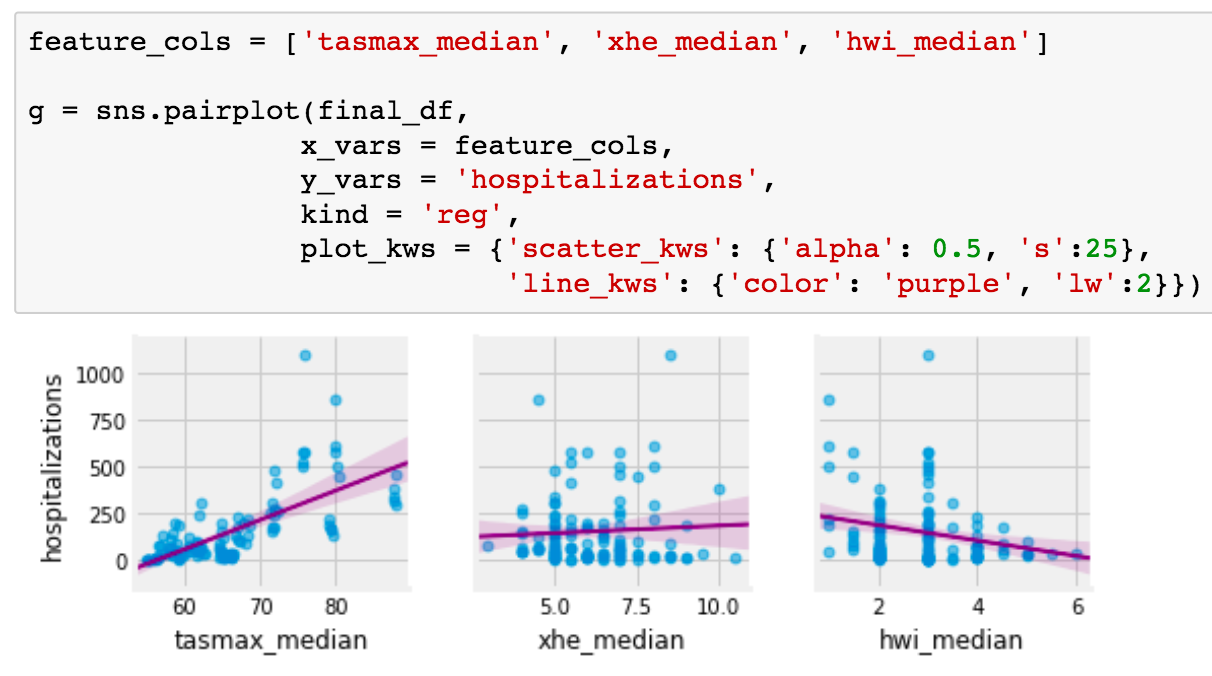 feature_cols = ['tasmax_median', 'xhe_median', 'hwi_median']
g = sns.pairplot(final_df,
x_vars = feature_cols,
y_vars = 'hospitalizations',
kind = 'reg',
plot_kws = {'scatter_kws': {'alpha': 0.5, 's':25},
'line_kws': {'color': 'purple', 'lw':2}})
hospitalizations
1000
750
500
250
0
60 70 80
tasmax_median
5.0 7.5 10.0
xhe_median
2 4 6
hwi_median